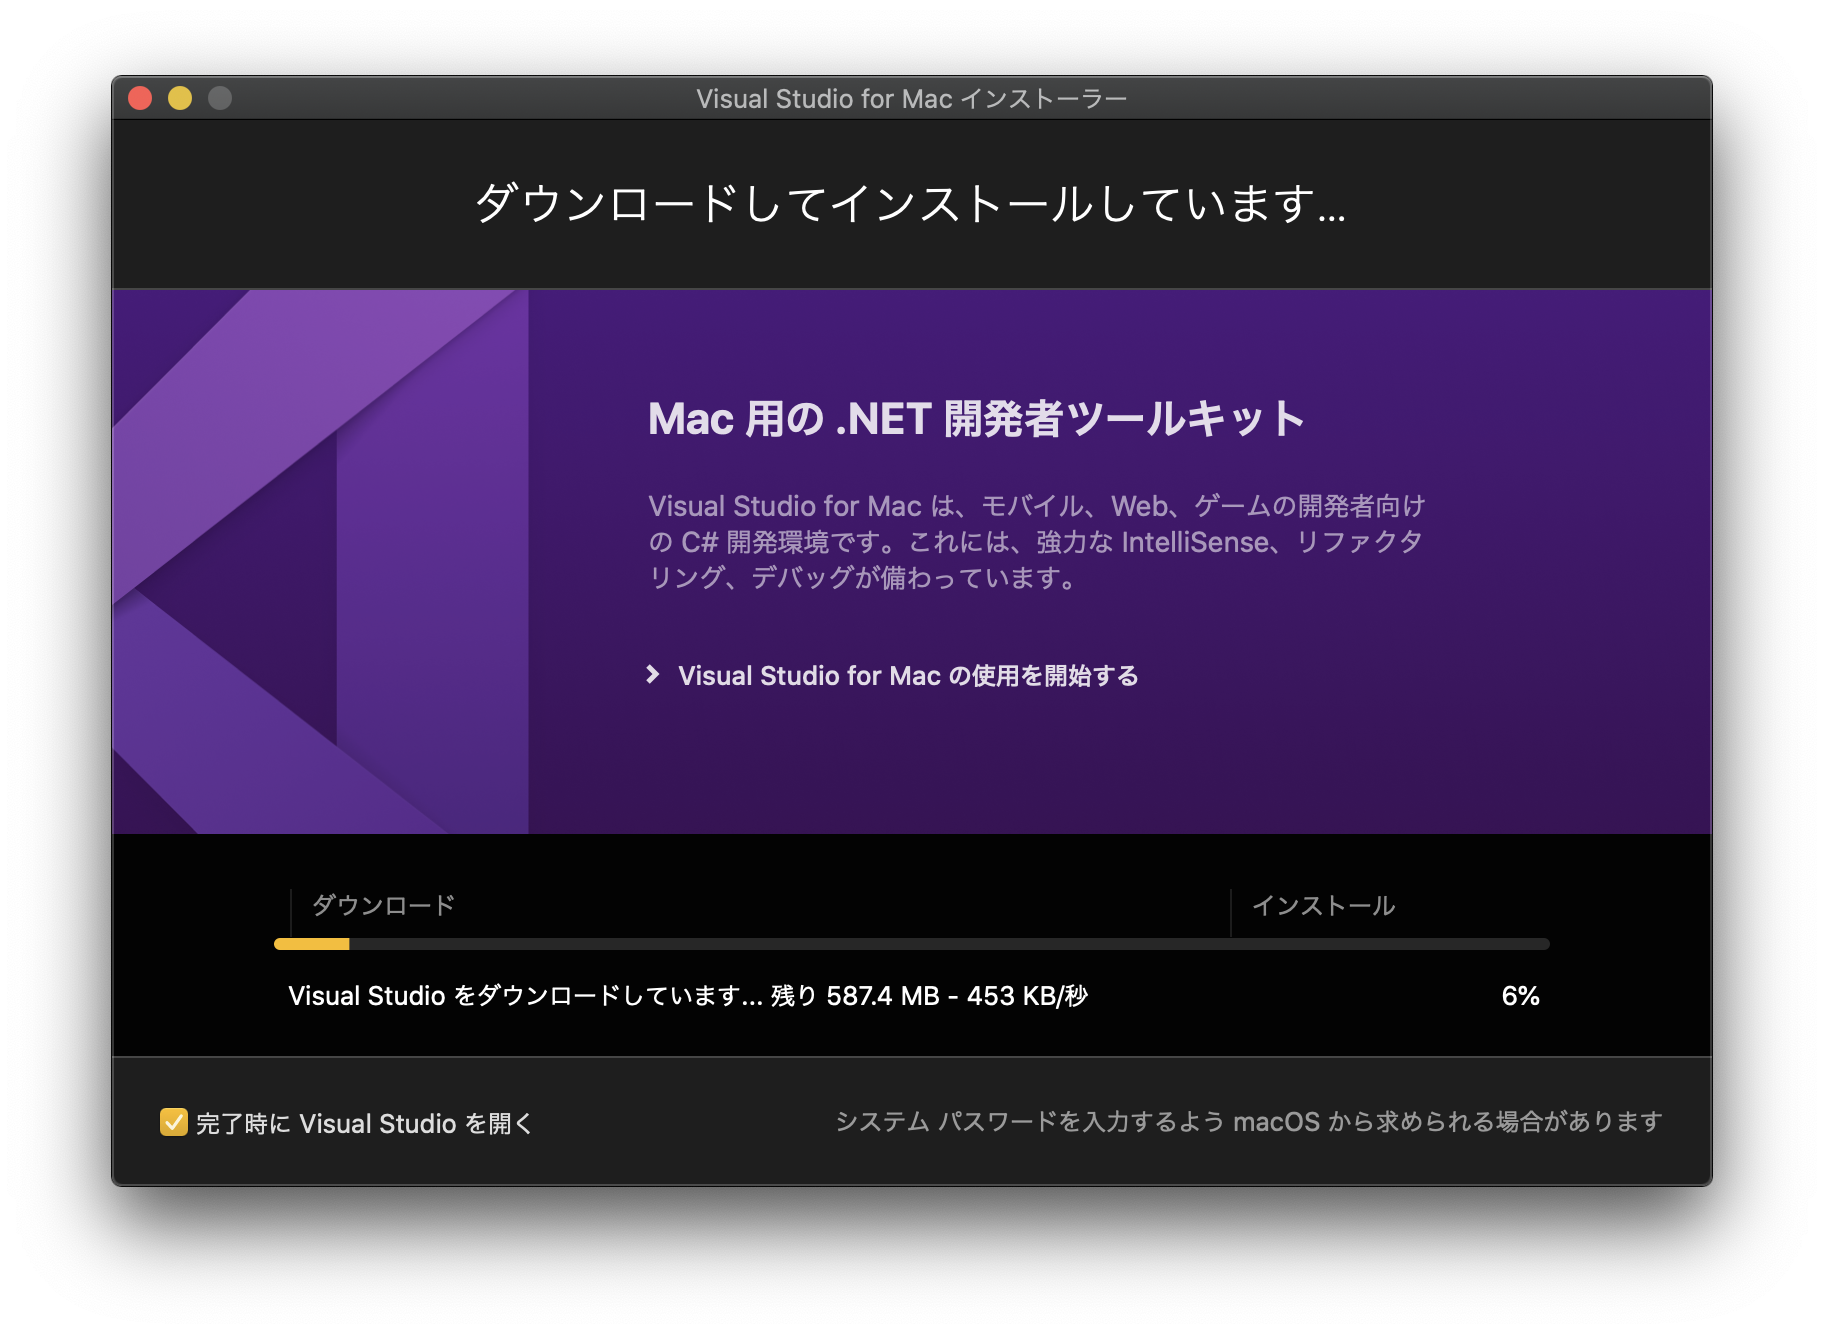 Visual Studio for Mac インストーラー
ダウンロードしてインストールしています...
Mac 用の .NET 開発者ツールキット
Visual Studio for Mac は、モバイル、Web、ゲームの開発者向け
の C# 開発環境です。これには、強力な IntelliSense、リファクタ
リング、デバッグが備わっています。
Visual Studio for Mac の使用を開始する
ダウンロード
インストール
Visual Studio をダウンロードしています... 残り 587.4 MB - 453 KB/秒
6%
完了時に Visual Studio を開く
システム パスワードを入力するよう macOS から求められる場合があります